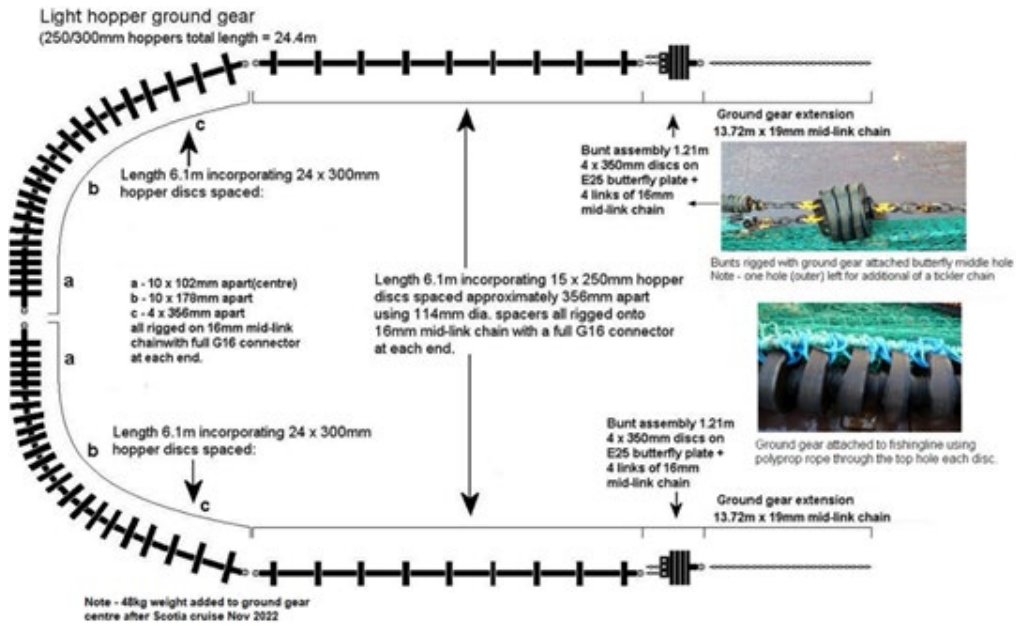 Light hopper ground gear
(250/300mm hoppers total length = 24.4m
c
Length 6.1m incorporating 24 x 300mm
hopper discs spaced:
b
a
a - 10 x 102mm apart(centre)
b - 10 x 178mm apart
c - 4 x 356mm apart
all rigged on 16mm mid-link
chainwith full G16 connector
at each end.
a
Length 6.1m incorporating 24 x 300mm
hopper discs spaced:
b
c
Note - 48kg weight added to ground gear
centre after Scotia cruise Nov 2022
Length 6.1m incorporating 15 x 250mm hopper
discs spaced approximately 356mm apart
using 114mm dia. spacers all rigged onto
16mm mid-link chain with a full G16 connector
at each end.
Ground gear extension
13.72m x 19mm mid-link chain
Bunt assembly 1.21m
4 x 350mm discs on
E25 butterfly plate +
4 links of 16mm
mid-link chain
Bunts rigged with ground gear attached butterfly middle hole
Note - one hole (outer) left for additional of a tickler chain
Ground gear attached to fishingline using
polyprop rope through the top hole each disc.
Bunt assembly 1.21m
4 x 350mm discs on
E25 butterfly plate +
4 links of 16mm
mid-link chain
Ground gear extension
13.72m x 19mm mid-link chain